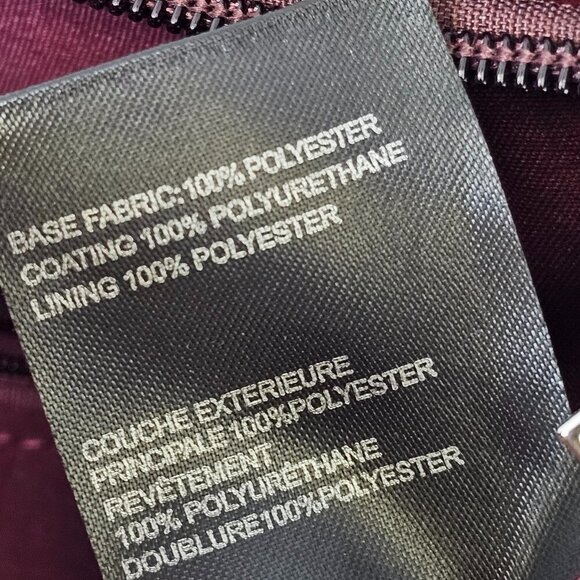 BASE FABRIC:100% POLYESTER
COATING 100% POLYURETHANE
LINING 100% POLYESTER
COUCHE EXTERIEURE
PRINCIPALE 100%POLYESTER
REVÊTEMENT
100% POLYURÉTHANE
DOUBLURE100%POLYESTER